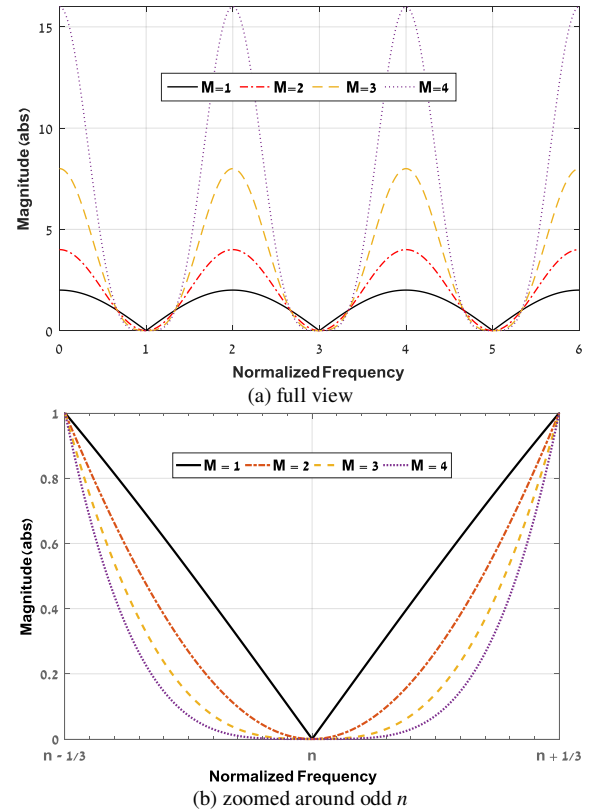 15
10
5
0
Magnitude (abs)
M=1 M=2 M=3 M=4
0 1 2 3 4 5 6
Normalized Frequency
(a) full view
1
0.8
0.6
0.4
0.2
0
Magnitude (abs)
M = 1 M = 2 M = 3 M = 4
n - 1/3 n n + 1/3
Normalized Frequency
(b) zoomed around odd n